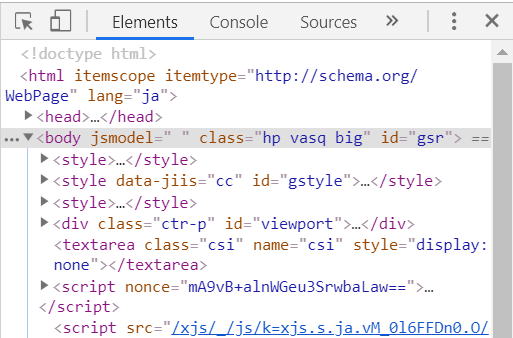 Elements Console Sources »
<!doctype html>
<html itemscope itemtype="http://schema.org/
WebPage" lang="ja">
<head>…</head>
…<body jsmodel=" " class="hp vasq big" id="gsr"> ==
<style>…</style>
<style data-jiis="cc" id="gstyle">…</style>
<style>…</style>
<div class="ctr-p" id="viewport">…</div>
<textarea class="csi" name="csi" style="display:
none"></textarea>
<script nonce="mA9vB+alnWGeu3SrwbaLaw==">…
</script>
<script src="/xjs/_/js/k=xjs.s.ja.vM_0l6FFDn0.O/